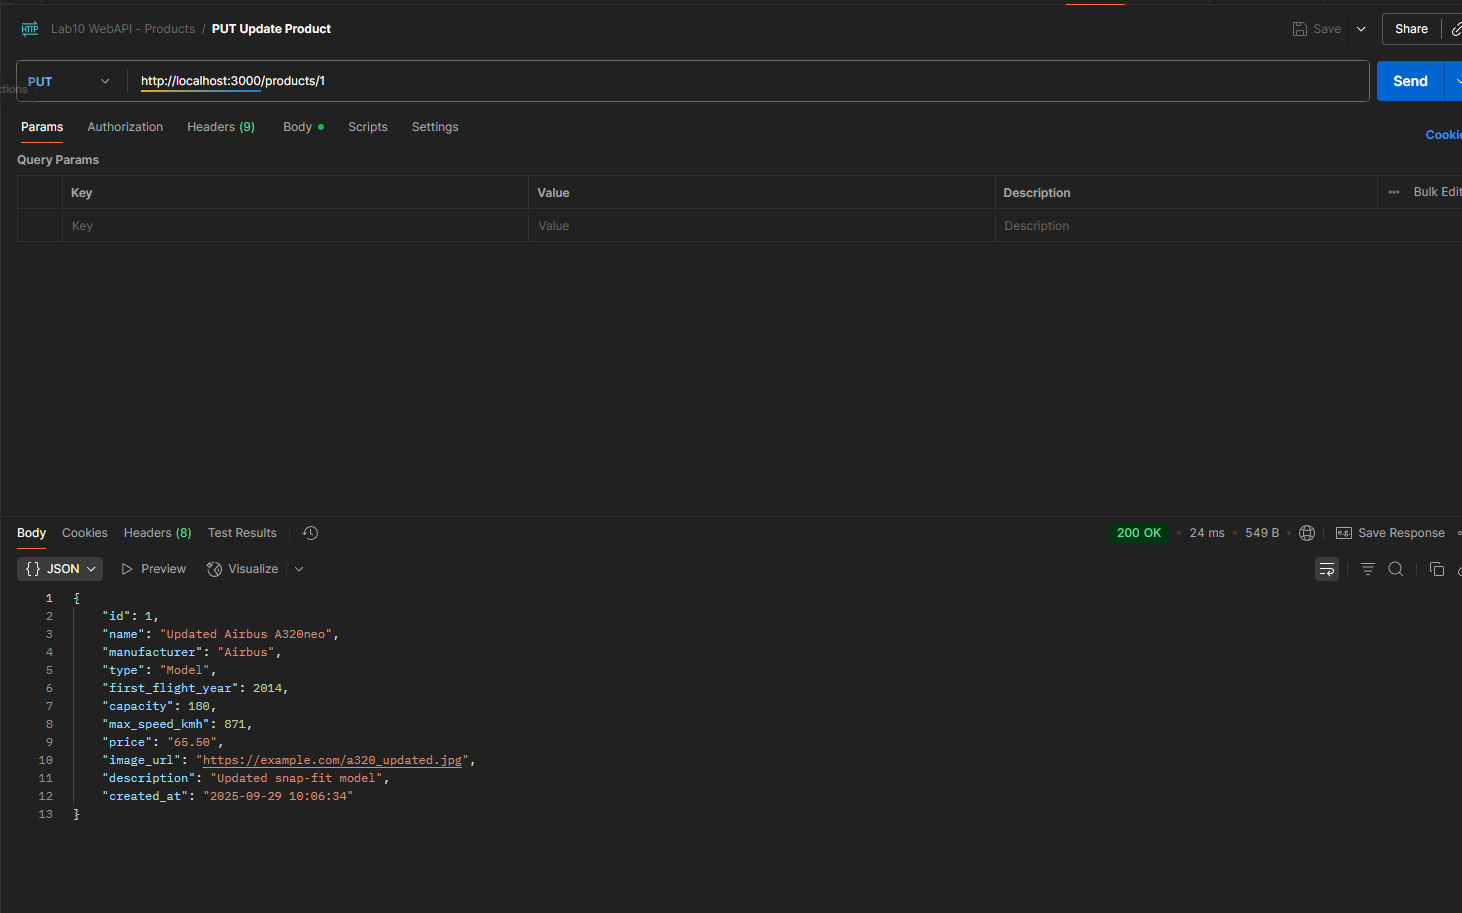 HTTP Lab10 WebAPI - Products / PUT Update Product Save Share
PUT http://localhost:3000/products/1 Send
ctions
Params Authorization Headers (9) Body Scripts Settings
Cookie
Query Params
Key Value Description ••• Bulk Edit
Key Value Description
Body Cookies Headers (8) Test Results 200 OK • 24 ms • 549 B • e.g. Save Response
{} JSON Preview Visualize
1 {
2 "id": 1,
3 "name": "Updated Airbus A320neo",
4 "manufacturer": "Airbus",
5 "type": "Model",
6 "first_flight_year": 2014,
7 "capacity": 180,
8 "max_speed_kmh": 871,
9 "price": "65.50",
10 "image_url": "https://example.com/a320_updated.jpg",
11 "description": "Updated snap-fit model",
12 "created_at": "2025-09-29 10:06:34"
13 }